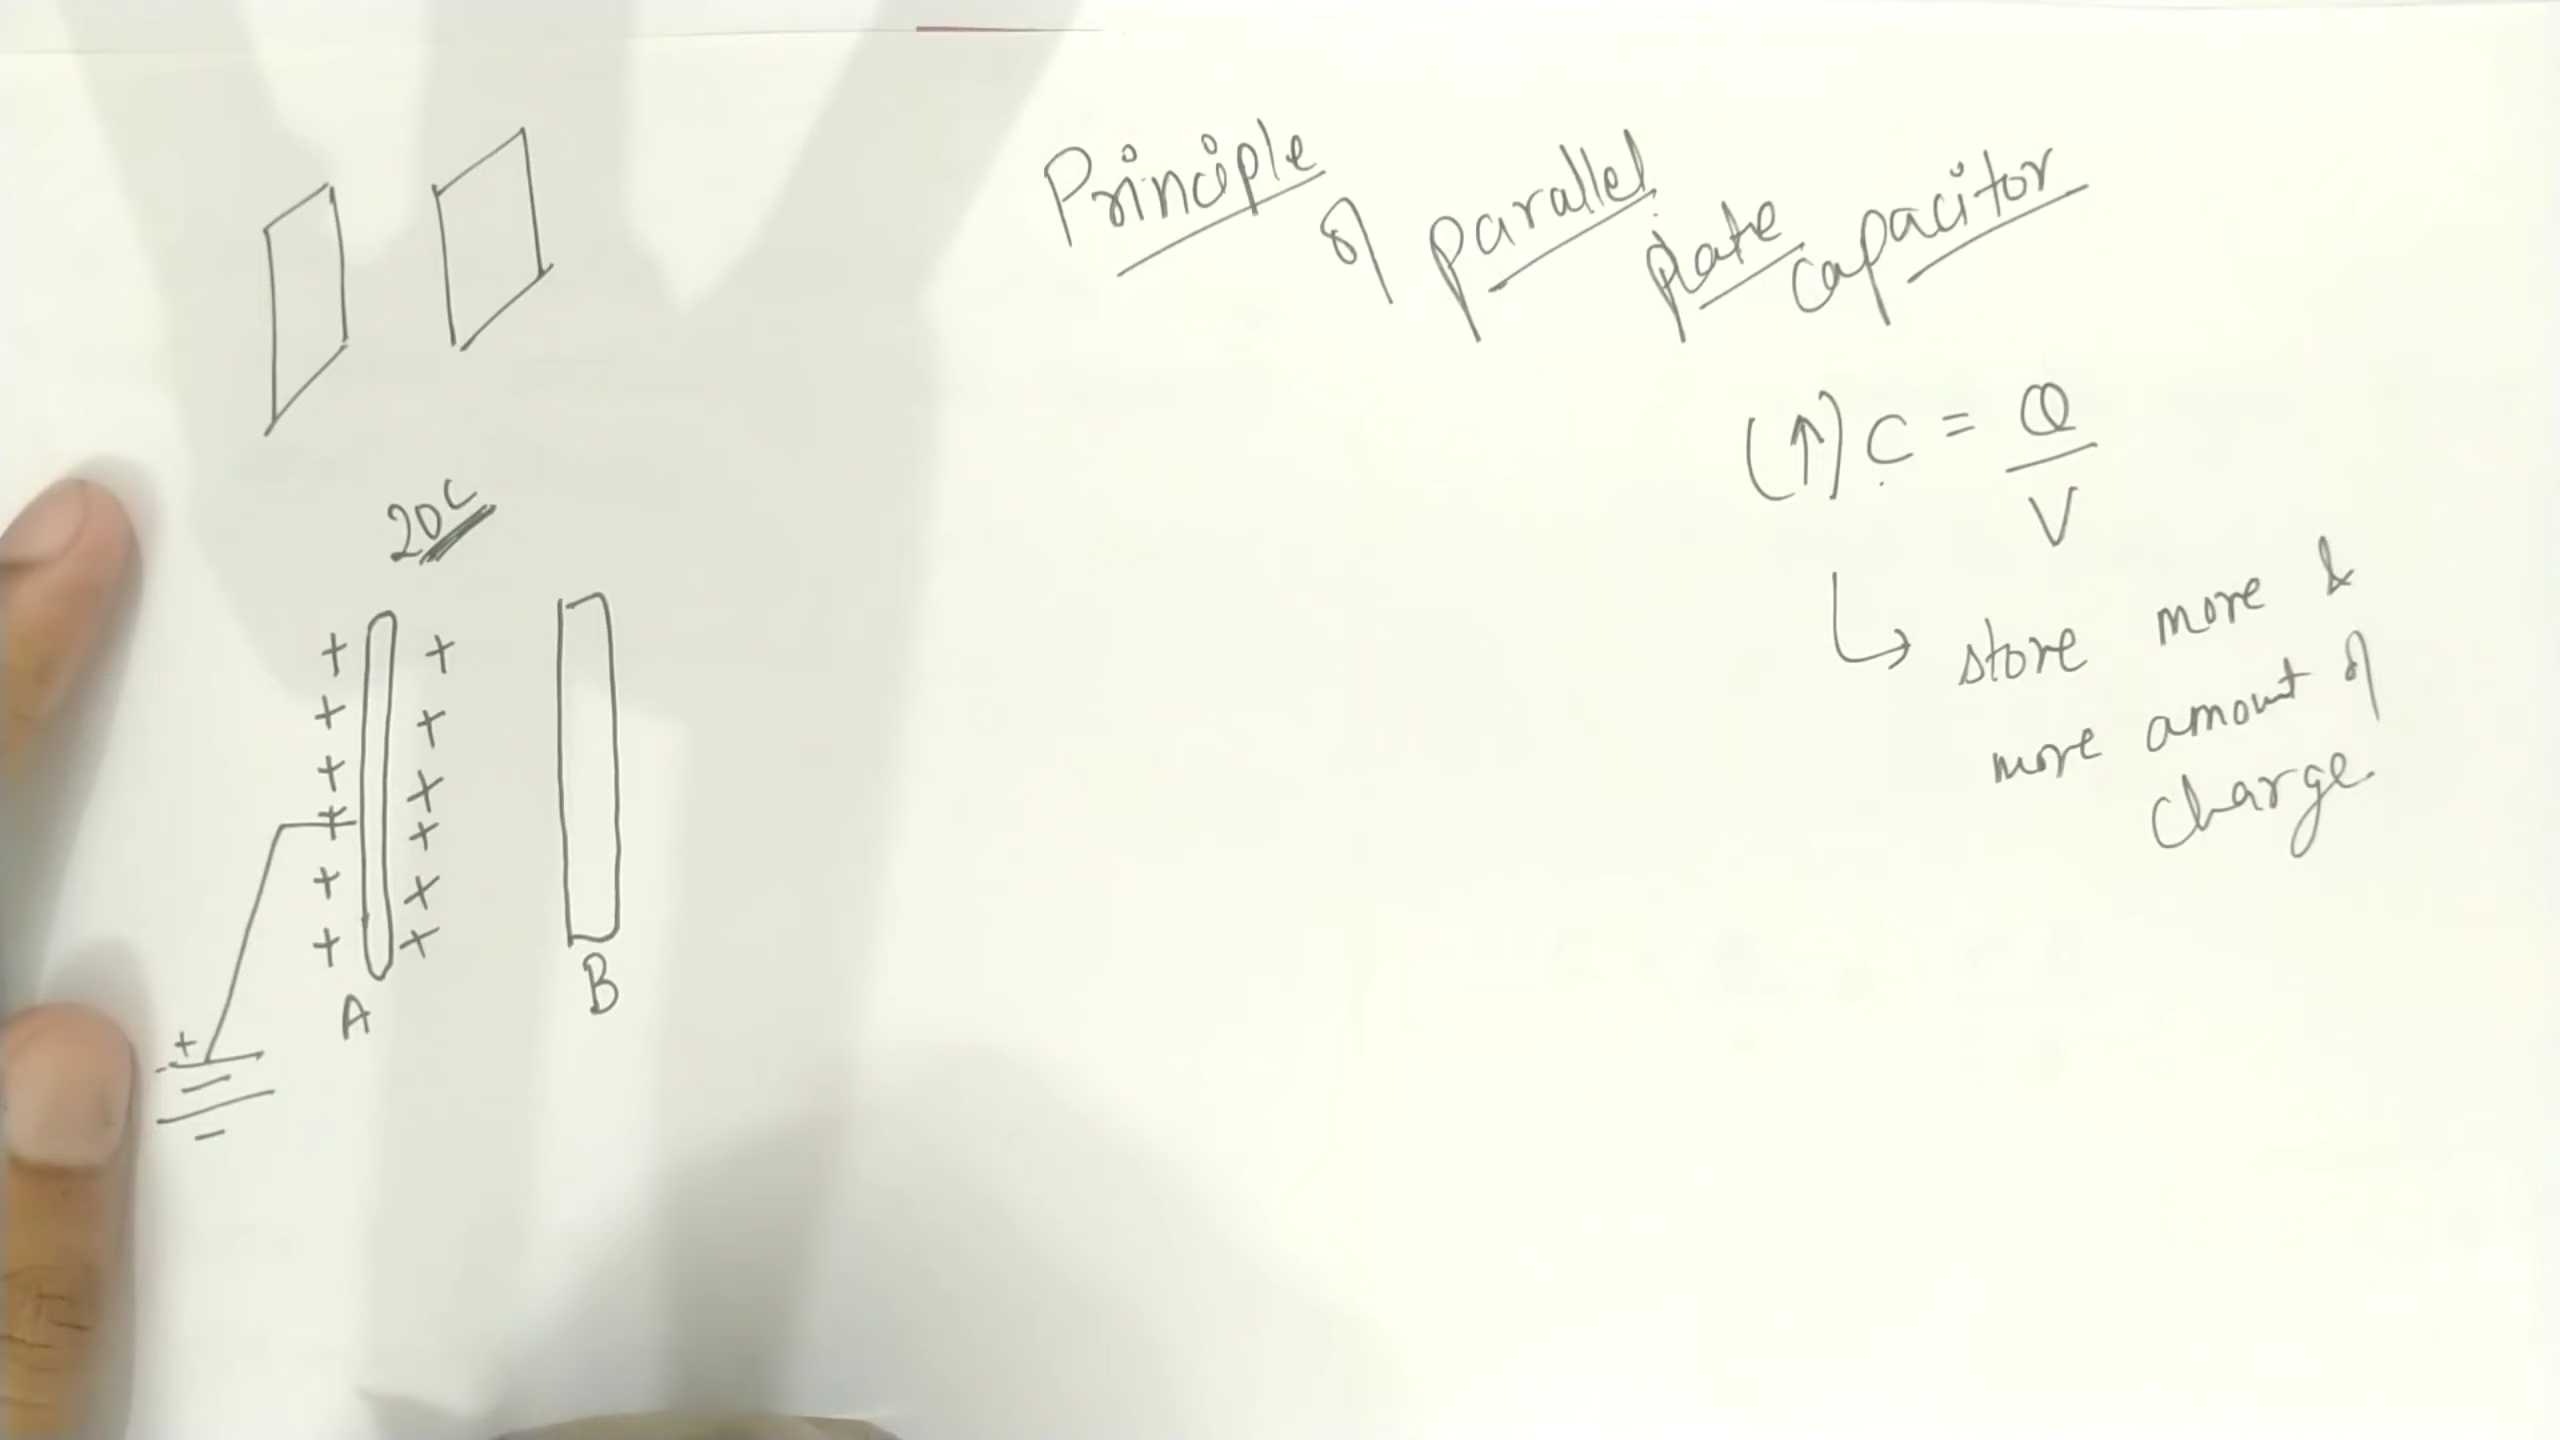 Principle of parallel plate capacitor
(↑) C = Q
V
→ store more &
more amount of
charge
20C
+ +
+ +
+ +
+ +
+ +
+ +
A B
+